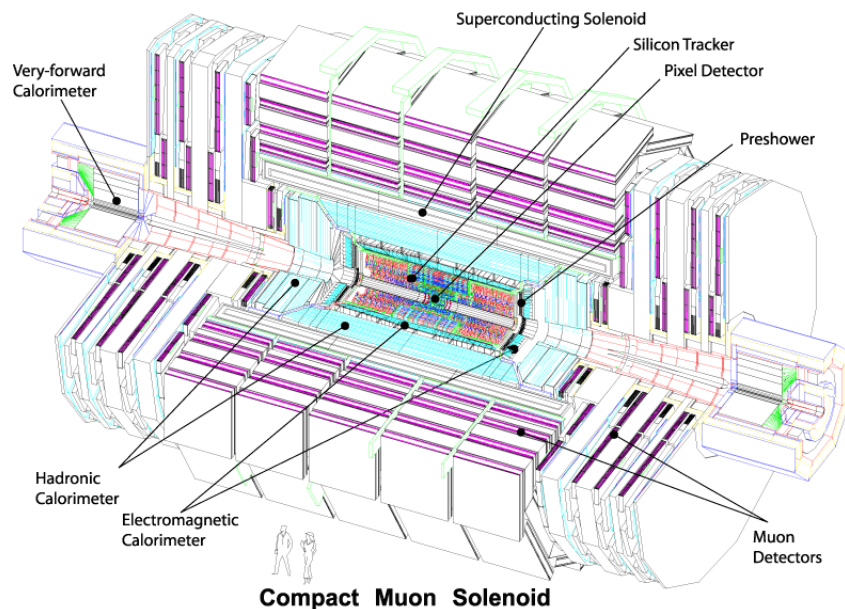 Superconducting Solenoid
Silicon Tracker
Pixel Detector
Very-forward
Calorimeter
Preshower
Hadronic
Calorimeter
Electromagnetic
Calorimeter
Muon
Detectors
Compact Muon Solenoid